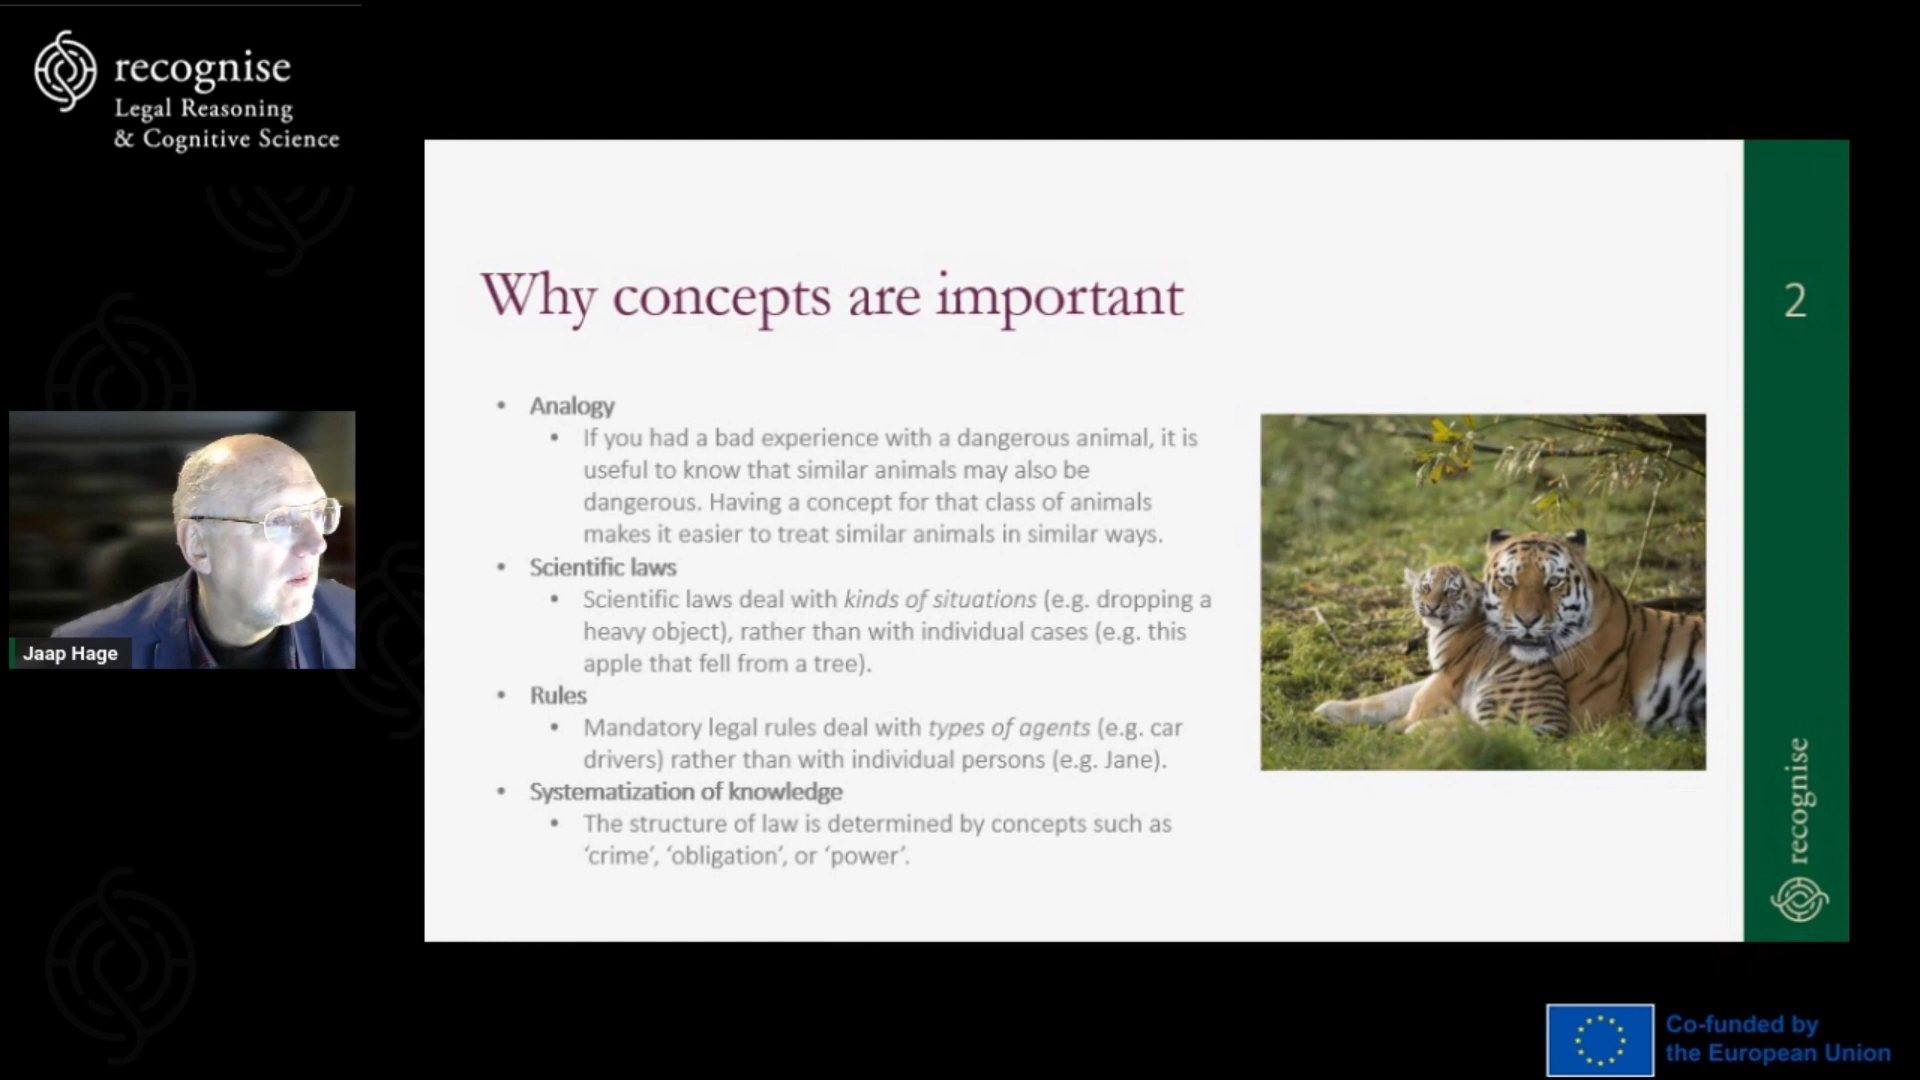 recognise
Legal Reasoning
& Cognitive Science
Jaap Hage
Why concepts are important
2
• Analogy
• If you had a bad experience with a dangerous animal, it is
useful to know that similar animals may also be
dangerous. Having a concept for that class of animals
makes it easier to treat similar animals in similar ways.
• Scientific laws
• Scientific laws deal with kinds of situations (e.g. dropping a
heavy object), rather than with individual cases (e.g. this
apple that fell from a tree).
• Rules
• Mandatory legal rules deal with types of agents (e.g. car
drivers) rather than with individual persons (e.g. Jane).
• Systematization of knowledge
• The structure of law is determined by concepts such as
‘crime’, ‘obligation’, or ‘power’.
recognise
Co-funded by
the European Union